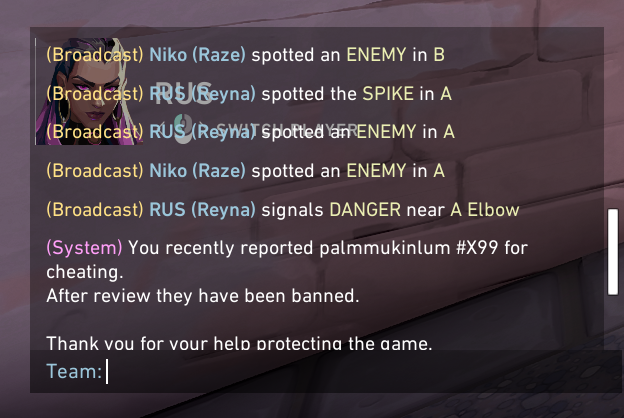 (Broadcast) Niko (Raze) spotted an ENEMY in B
RUS
(Broadcast) RUS (Reyna) spotted the SPIKE in A
SWITCH PLAYER
(Broadcast) RUS (Reyna) spotted an ENEMY in A
(Broadcast) Niko (Raze) spotted an ENEMY in A
(Broadcast) RUS (Reyna) signals DANGER near A Elbow
(System) You recently reported palmmukinlum #X99 for
cheating.
After review they have been banned.
Thank you for your help protecting the game.
Team: